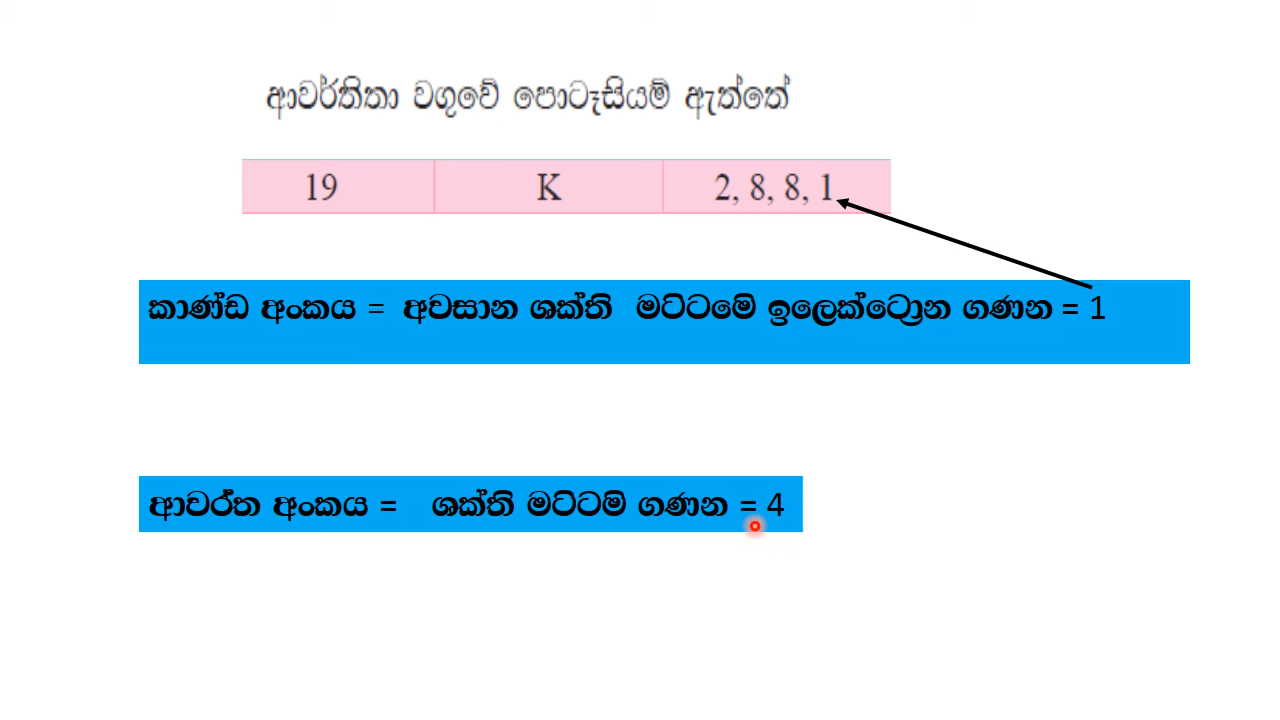 ආවර්තිතා වගුවේ පොටෑසියම් ඇත්තේ
19 K 2, 8, 8, 1
කාණ්ඩ අංකය = අවසාන ශක්ති මට්ටමේ ඉලෙක්ට්‍රොන ගණන = 1
ආවර්ත අංකය = ශක්ති මට්ටම් ගණන = 4